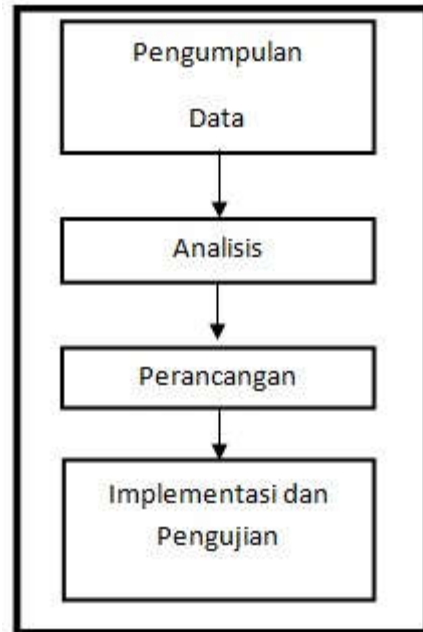 Pengumpulan
Data
Analisis
Perancangan
Implementasi dan
Pengujian